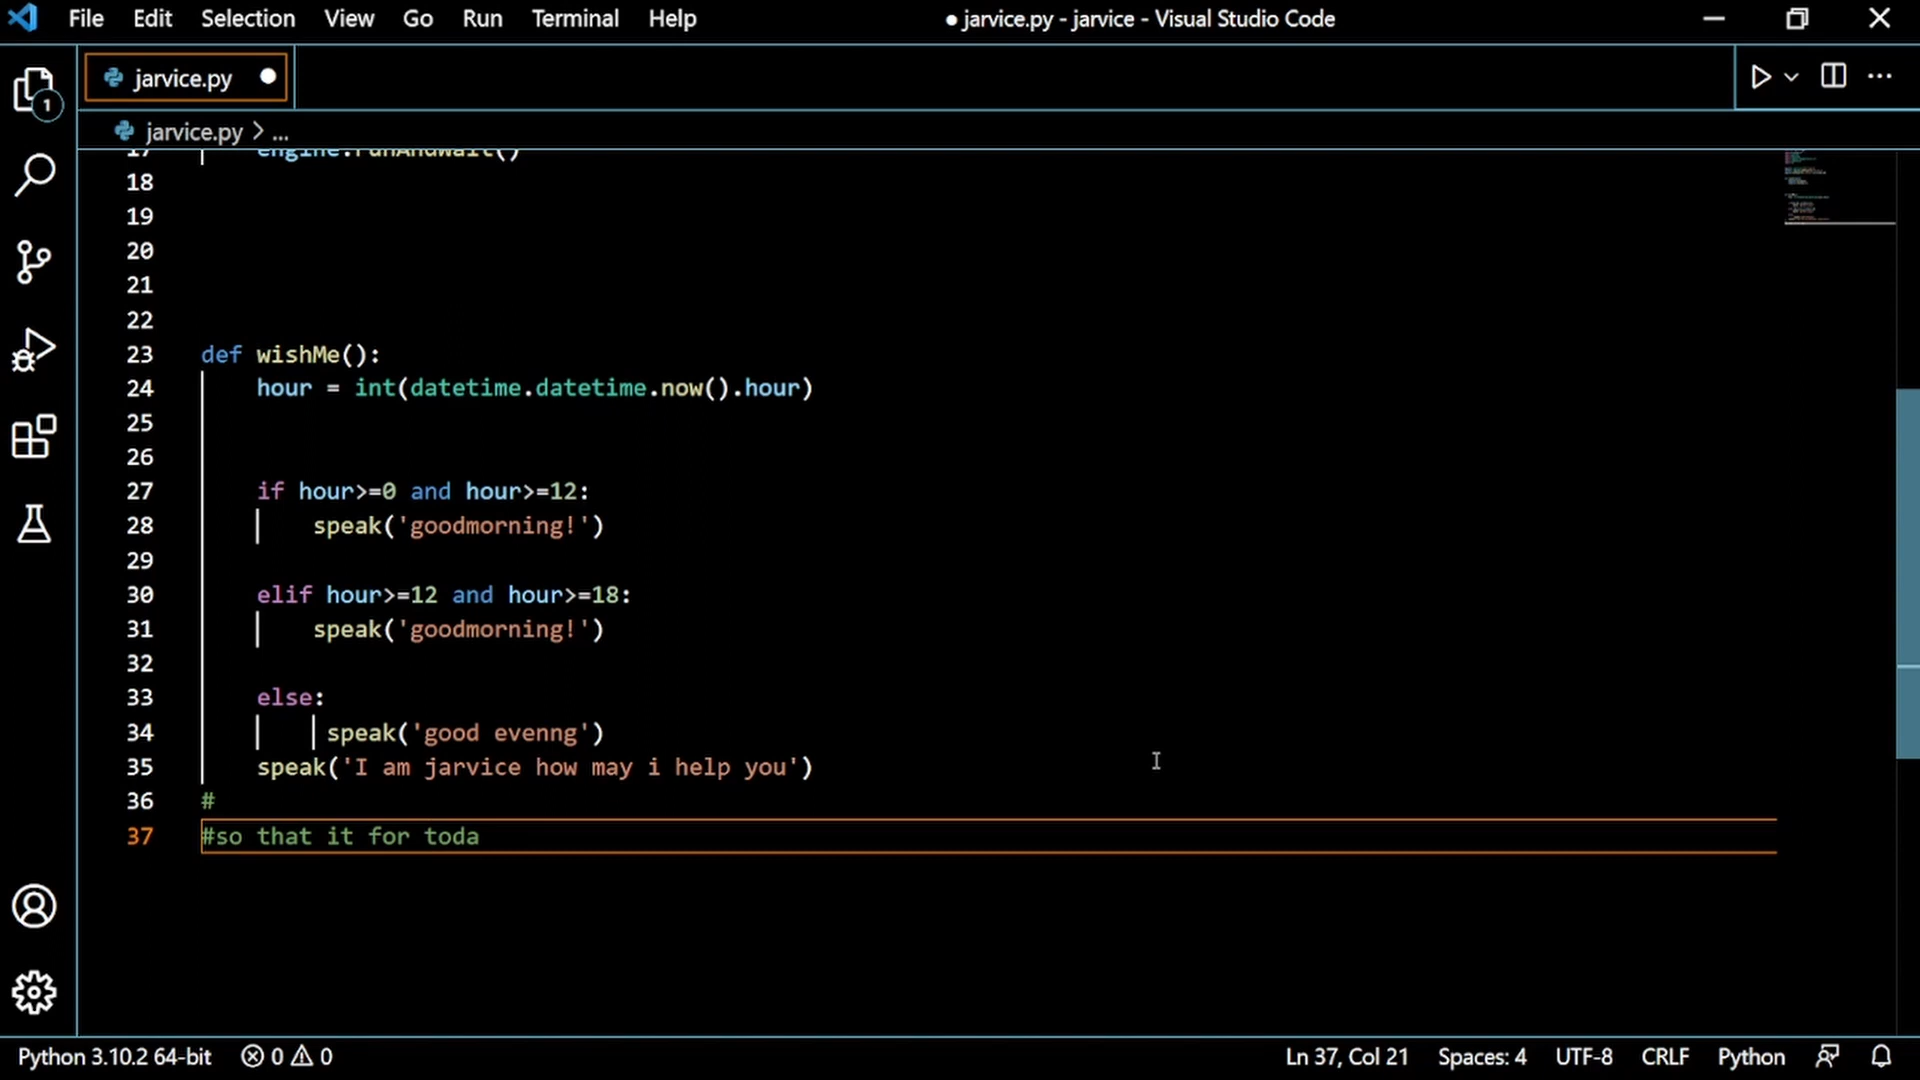 File Edit Selection View Go Run Terminal Help ● jarvice.py - jarvice - Visual Studio Code
jarvice.py
1
jarvice.py > ...
17 engine.runAndWait()
18
19
20
21
22
23 def wishMe():
24 hour = int(datetime.datetime.now().hour)
25
26
27 if hour>=0 and hour>=12:
28 speak('goodmorning!')
29
30 elif hour>=12 and hour>=18:
31 speak('goodmorning!')
32
33 else:
34 speak('good evenng')
35 speak('I am jarvice how may i help you')
36 #
37 #so that it for toda
Python 3.10.2 64-bit 0 0 Ln 37, Col 21 Spaces: 4 UTF-8 CRLF Python